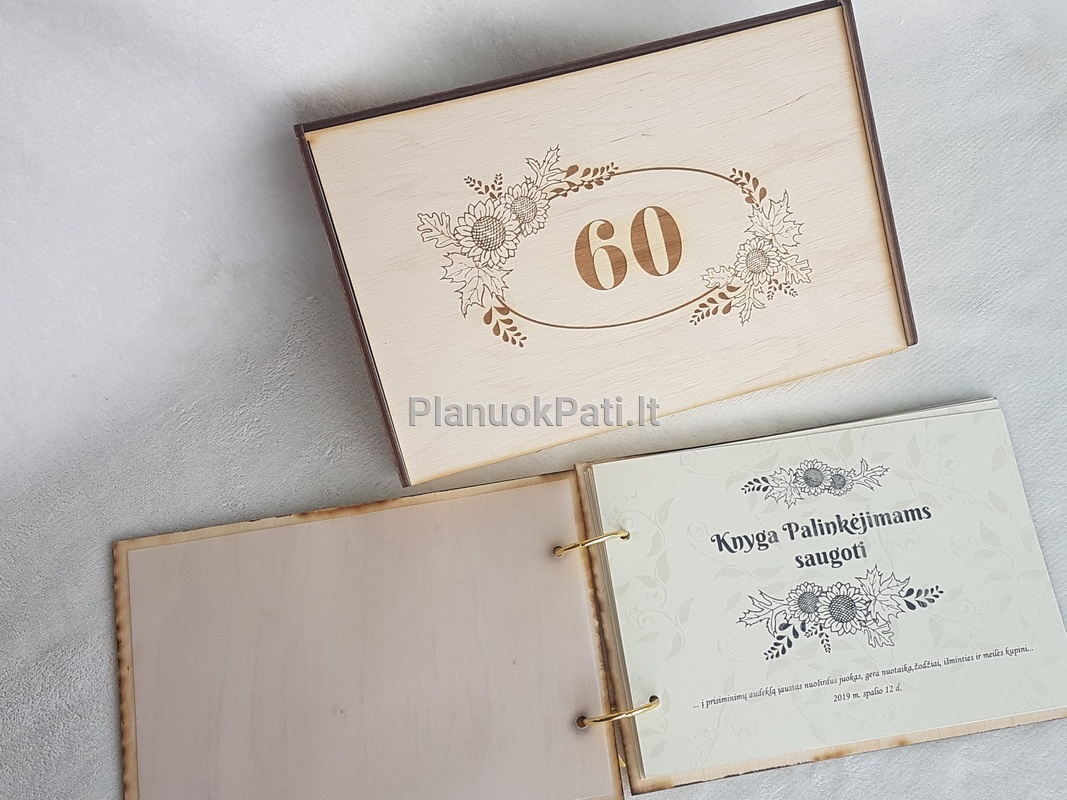 60
PlanuokPati.lt
Knyga Palinkėjimams
saugoti
... į prisiminimų audeklą įaustas nuoširdus juokas, gera nuotaika,žodžiai, išminties ir meilės kupini...
2019 m. spalio 12 d.